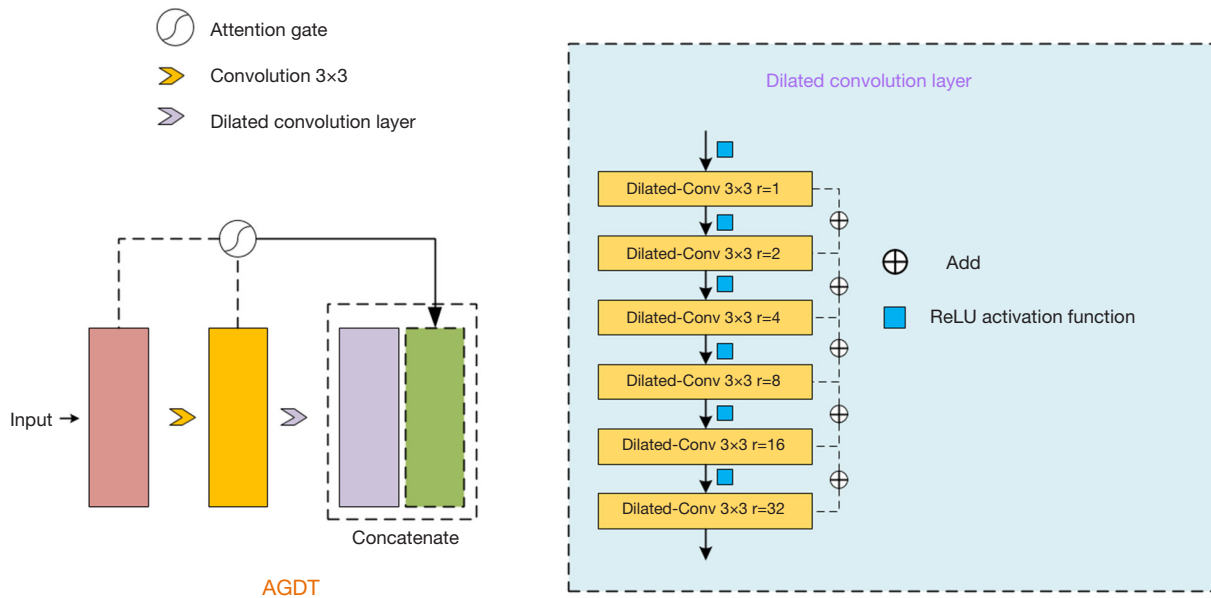 Attention gate
Convolution 3×3
Dilated convolution layer
Input
Concatenate
AGDT
Dilated convolution layer
Dilated-Conv 3×3 r=1
Dilated-Conv 3×3 r=2
Dilated-Conv 3×3 r=4
Dilated-Conv 3×3 r=8
Dilated-Conv 3×3 r=16
Dilated-Conv 3×3 r=32
Add
ReLU activation function